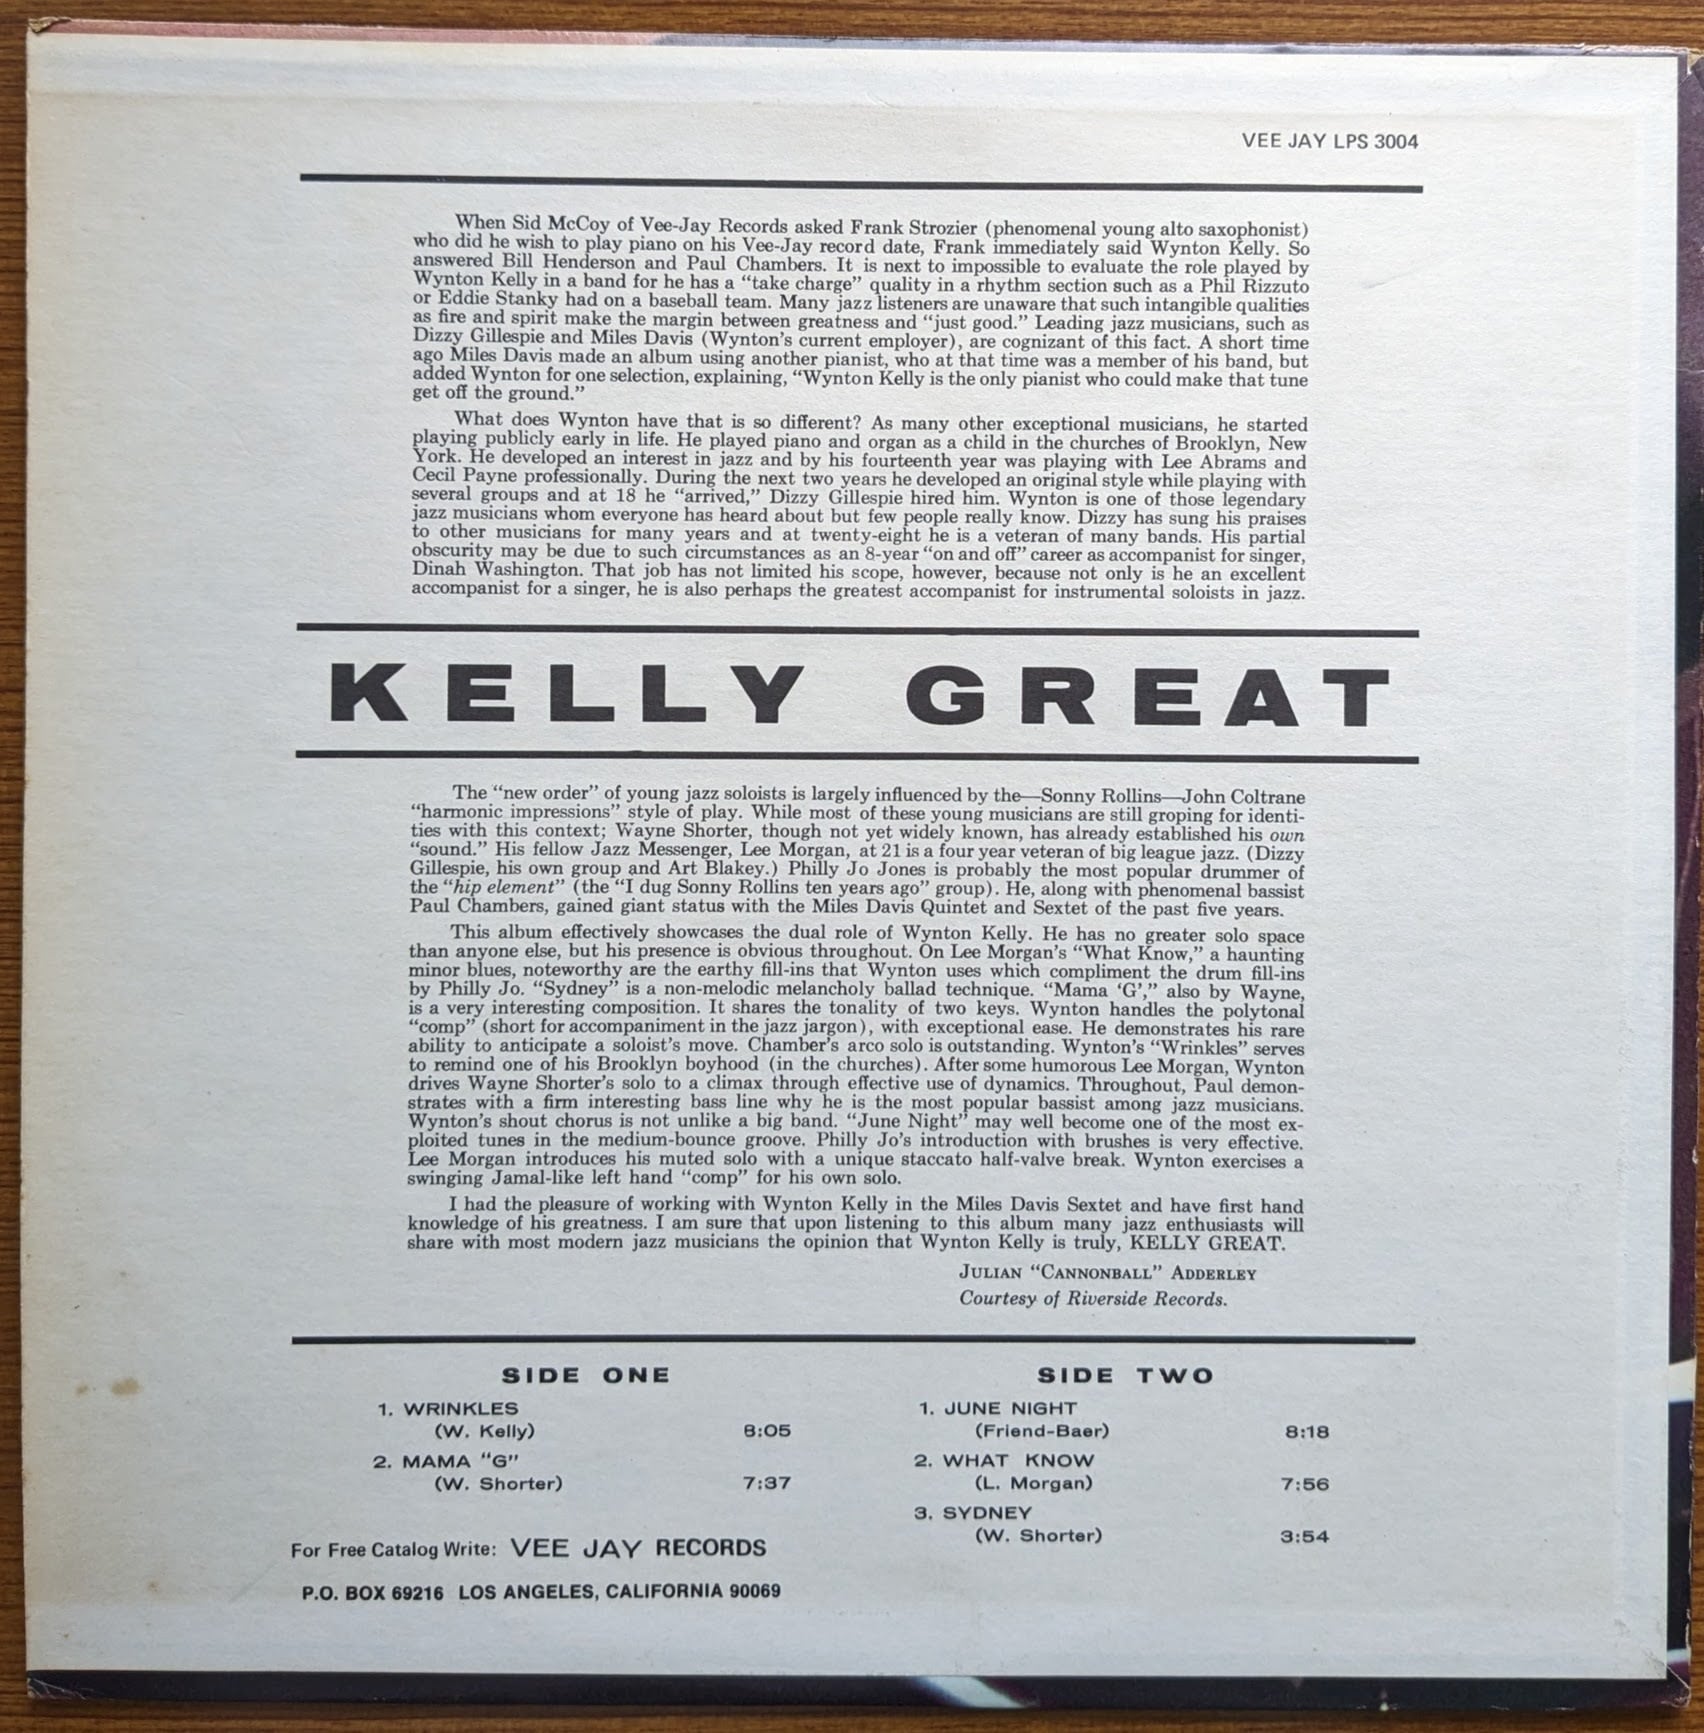 VEE JAY LPS 3004
When Sid McCoy of Vee-Jay Records asked Frank Strozier (phenomenal young alto saxophonist)
who did he wish to play piano on his Vee-Jay record date, Frank immediately said Wynton Kelly. So
answered Bill Henderson and Paul Chambers. It is next to impossible to evaluate the role played by
Wynton Kelly in a band for he has a “take charge” quality in a rhythm section such as a Phil Rizzuto
or Eddie Stanky had on a baseball team. Many jazz listeners are unaware that such intangible qualities
as fire and spirit make the margin between greatness and “just good.” Leading jazz musicians, such as
Dizzy Gillespie and Miles Davis (Wynton’s current employer), are cognizant of this fact. A short time
ago Miles Davis made an album using another pianist, who at that time was a member of his band, but
added Wynton for one selection, explaining, “Wynton Kelly is the only pianist who could make that tune
get off the ground.”
What does Wynton have that is so different? As many other exceptional musicians, he started
playing publicly early in life. He played piano and organ as a child in the churches of Brooklyn, New
York. He developed an interest in jazz and by his fourteenth year was playing with Lee Abrams and
Cecil Payne professionally. During the next two years he developed an original style while playing with
several groups and at 18 he “arrived,” Dizzy Gillespie hired him. Wynton is one of those legendary
jazz musicians whom everyone has heard about but few people really know. Dizzy has sung his praises
to other musicians for many years and at twenty-eight he is a veteran of many bands. His partial
obscurity may be due to such circumstances as an 8-year “on and off” career as accompanist for singer,
Dinah Washington. That job has not limited his scope, however, because not only is he an excellent
accompanist for a singer, he is also perhaps the greatest accompanist for instrumental soloists in jazz.
KELLY GREAT
The “new order” of young jazz soloists is largely influenced by the—Sonny Rollins—John Coltrane
“harmonic impressions” style of play. While most of these young musicians are still groping for identi-
ties with this context; Wayne Shorter, though not yet widely known, has already established his own
“sound.” His fellow Jazz Messenger, Lee Morgan, at 21 is a four year veteran of big league jazz. (Dizzy
Gillespie, his own group and Art Blakey.) Philly Jo Jones is probably the most popular drummer of
the “hip element” (the “I dug Sonny Rollins ten years ago” group). He, along with phenomenal bassist
Paul Chambers, gained giant status with the Miles Davis Quintet and Sextet of the past five years.
This album effectively showcases the dual role of Wynton Kelly. He has no greater solo space
than anyone else, but his presence is obvious throughout. On Lee Morgan’s “What Know,” a haunting
minor blues, noteworthy are the earthy fill-ins that Wynton uses which compliment the drum fill-ins
by Philly Jo. “Sydney” is a non-melodic melancholy ballad technique. “Mama ‘G’,” also by Wayne,
is a very interesting composition. It shares the tonality of two keys. Wynton handles the polytonal
“comp” (short for accompaniment in the jazz jargon), with exceptional ease. He demonstrates his rare
ability to anticipate a soloist’s move. Chamber’s arco solo is outstanding. Wynton’s “Wrinkles” serves
to remind one of his Brooklyn boyhood (in the churches). After some humorous Lee Morgan, Wynton
drives Wayne Shorter’s solo to a climax through effective use of dynamics. Throughout, Paul demon-
strates with a firm interesting bass line why he is the most popular bassist among jazz musicians.
Wynton’s shout chorus is not unlike a big band. “June Night” may well become one of the most ex-
ploited tunes in the medium-bounce groove. Philly Jo’s introduction with brushes is very effective.
Lee Morgan introduces his muted solo with a unique staccato half-valve break. Wynton exercises a
swinging Jamal-like left hand “comp” for his own solo.
I had the pleasure of working with Wynton Kelly in the Miles Davis Sextet and have first hand
knowledge of his greatness. I am sure that upon listening to this album many jazz enthusiasts will
share with most modern jazz musicians the opinion that Wynton Kelly is truly, KELLY GREAT.
JULIAN “CANNONBALL” ADDERLEY
Courtesy of Riverside Records.
SIDE ONE
1. WRINKLES
(W. Kelly) 8:05
2. MAMA “G”
(W. Shorter) 7:37
SIDE TWO
1. JUNE NIGHT
(Friend-Baer) 8:18
2. WHAT KNOW
(L. Morgan) 7:56
3. SYDNEY
(W. Shorter) 3:54
For Free Catalog Write: VEE JAY RECORDS
P.O. BOX 69216 LOS ANGELES, CALIFORNIA 90069